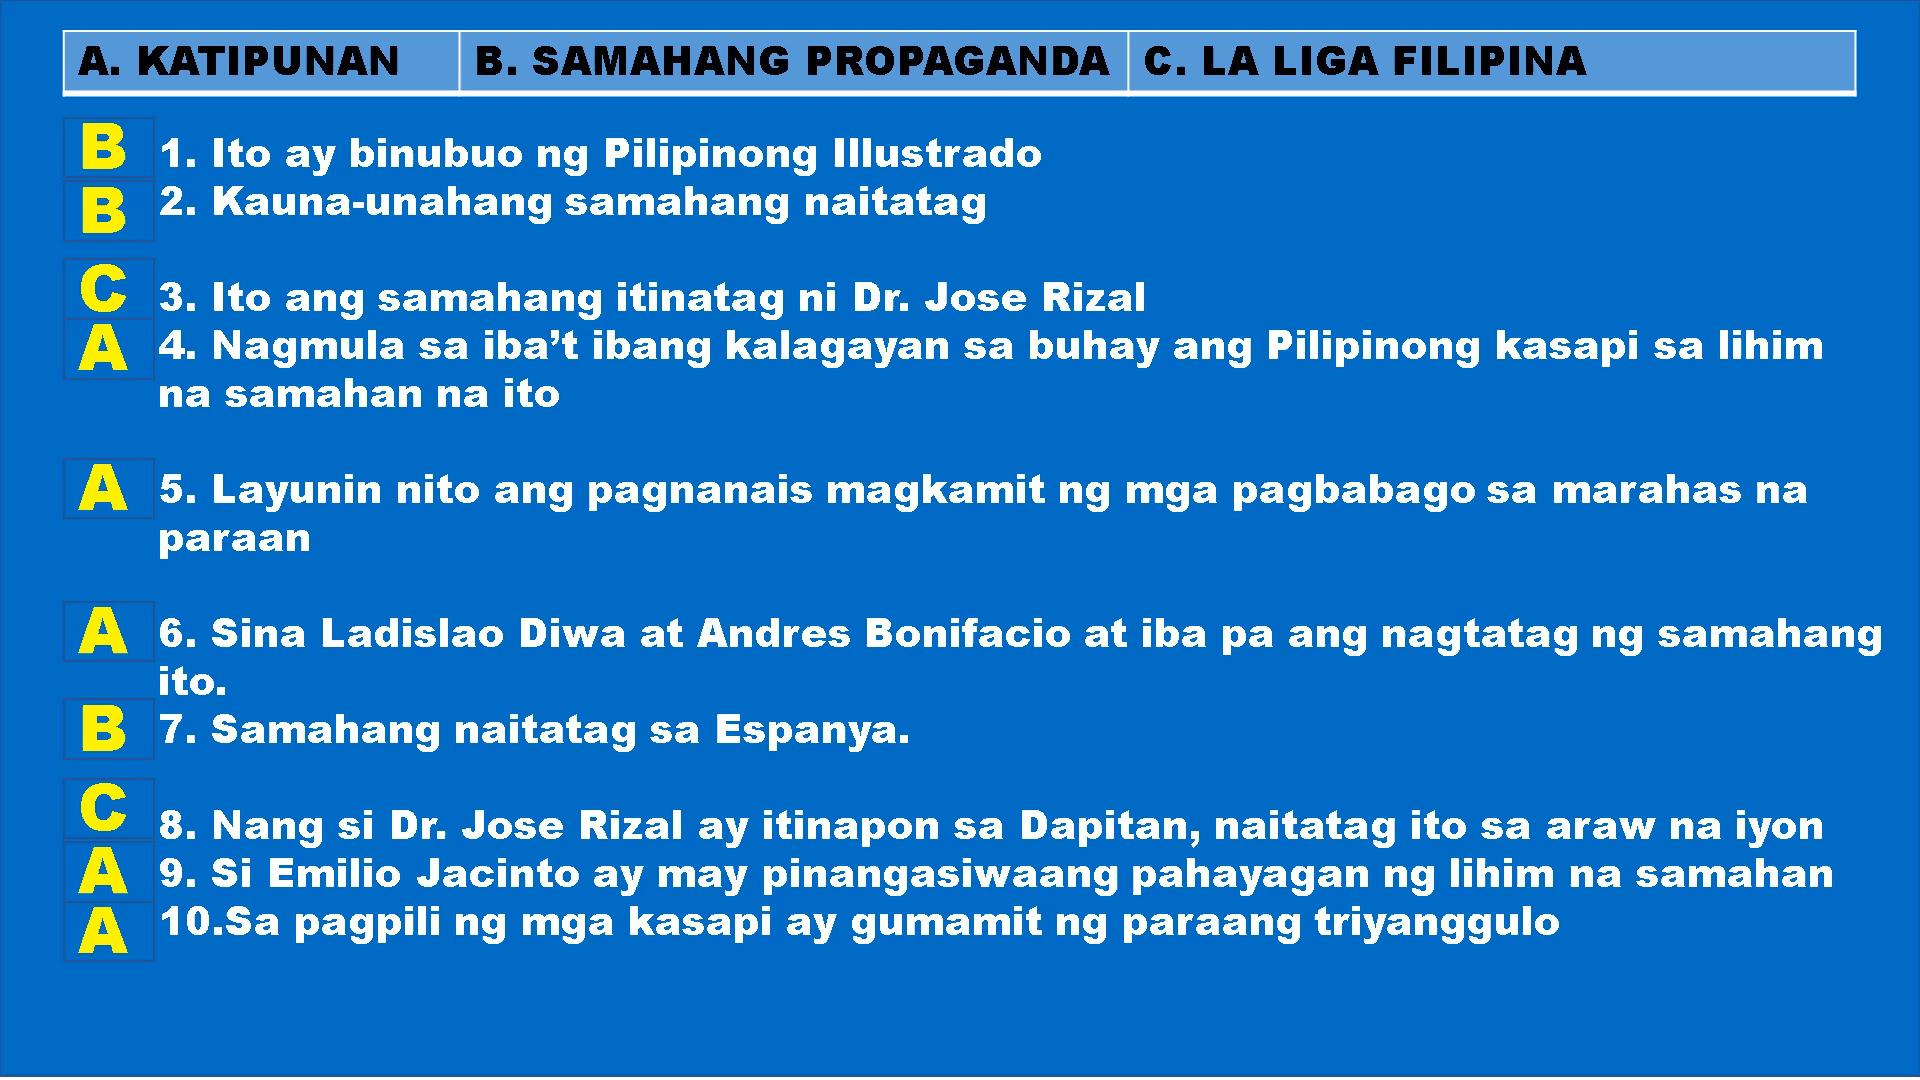 A. KATIPUNAN B. SAMAHANG PROPAGANDA C. LA LIGA FILIPINA
B 1. Ito ay binubuo ng Pilipinong Illustrado
B 2. Kauna-unahang samahang naitatag
C 3. Ito ang samahang itinatag ni Dr. Jose Rizal
A 4. Nagmula sa iba’t ibang kalagayan sa buhay ang Pilipinong kasapi sa lihim
na samahan na ito
A 5. Layunin nito ang pagnanais magkamit ng mga pagbabago sa marahas na
paraan
A 6. Sina Ladislao Diwa at Andres Bonifacio at iba pa ang nagtatag ng samahang
ito.
B 7. Samahang naitatag sa Espanya.
C 8. Nang si Dr. Jose Rizal ay itinapon sa Dapitan, naitatag ito sa araw na iyon
A 9. Si Emilio Jacinto ay may pinangasiwaang pahayagan ng lihim na samahan
A 10.Sa pagpili ng mga kasapi ay gumamit ng paraang triyanggulo